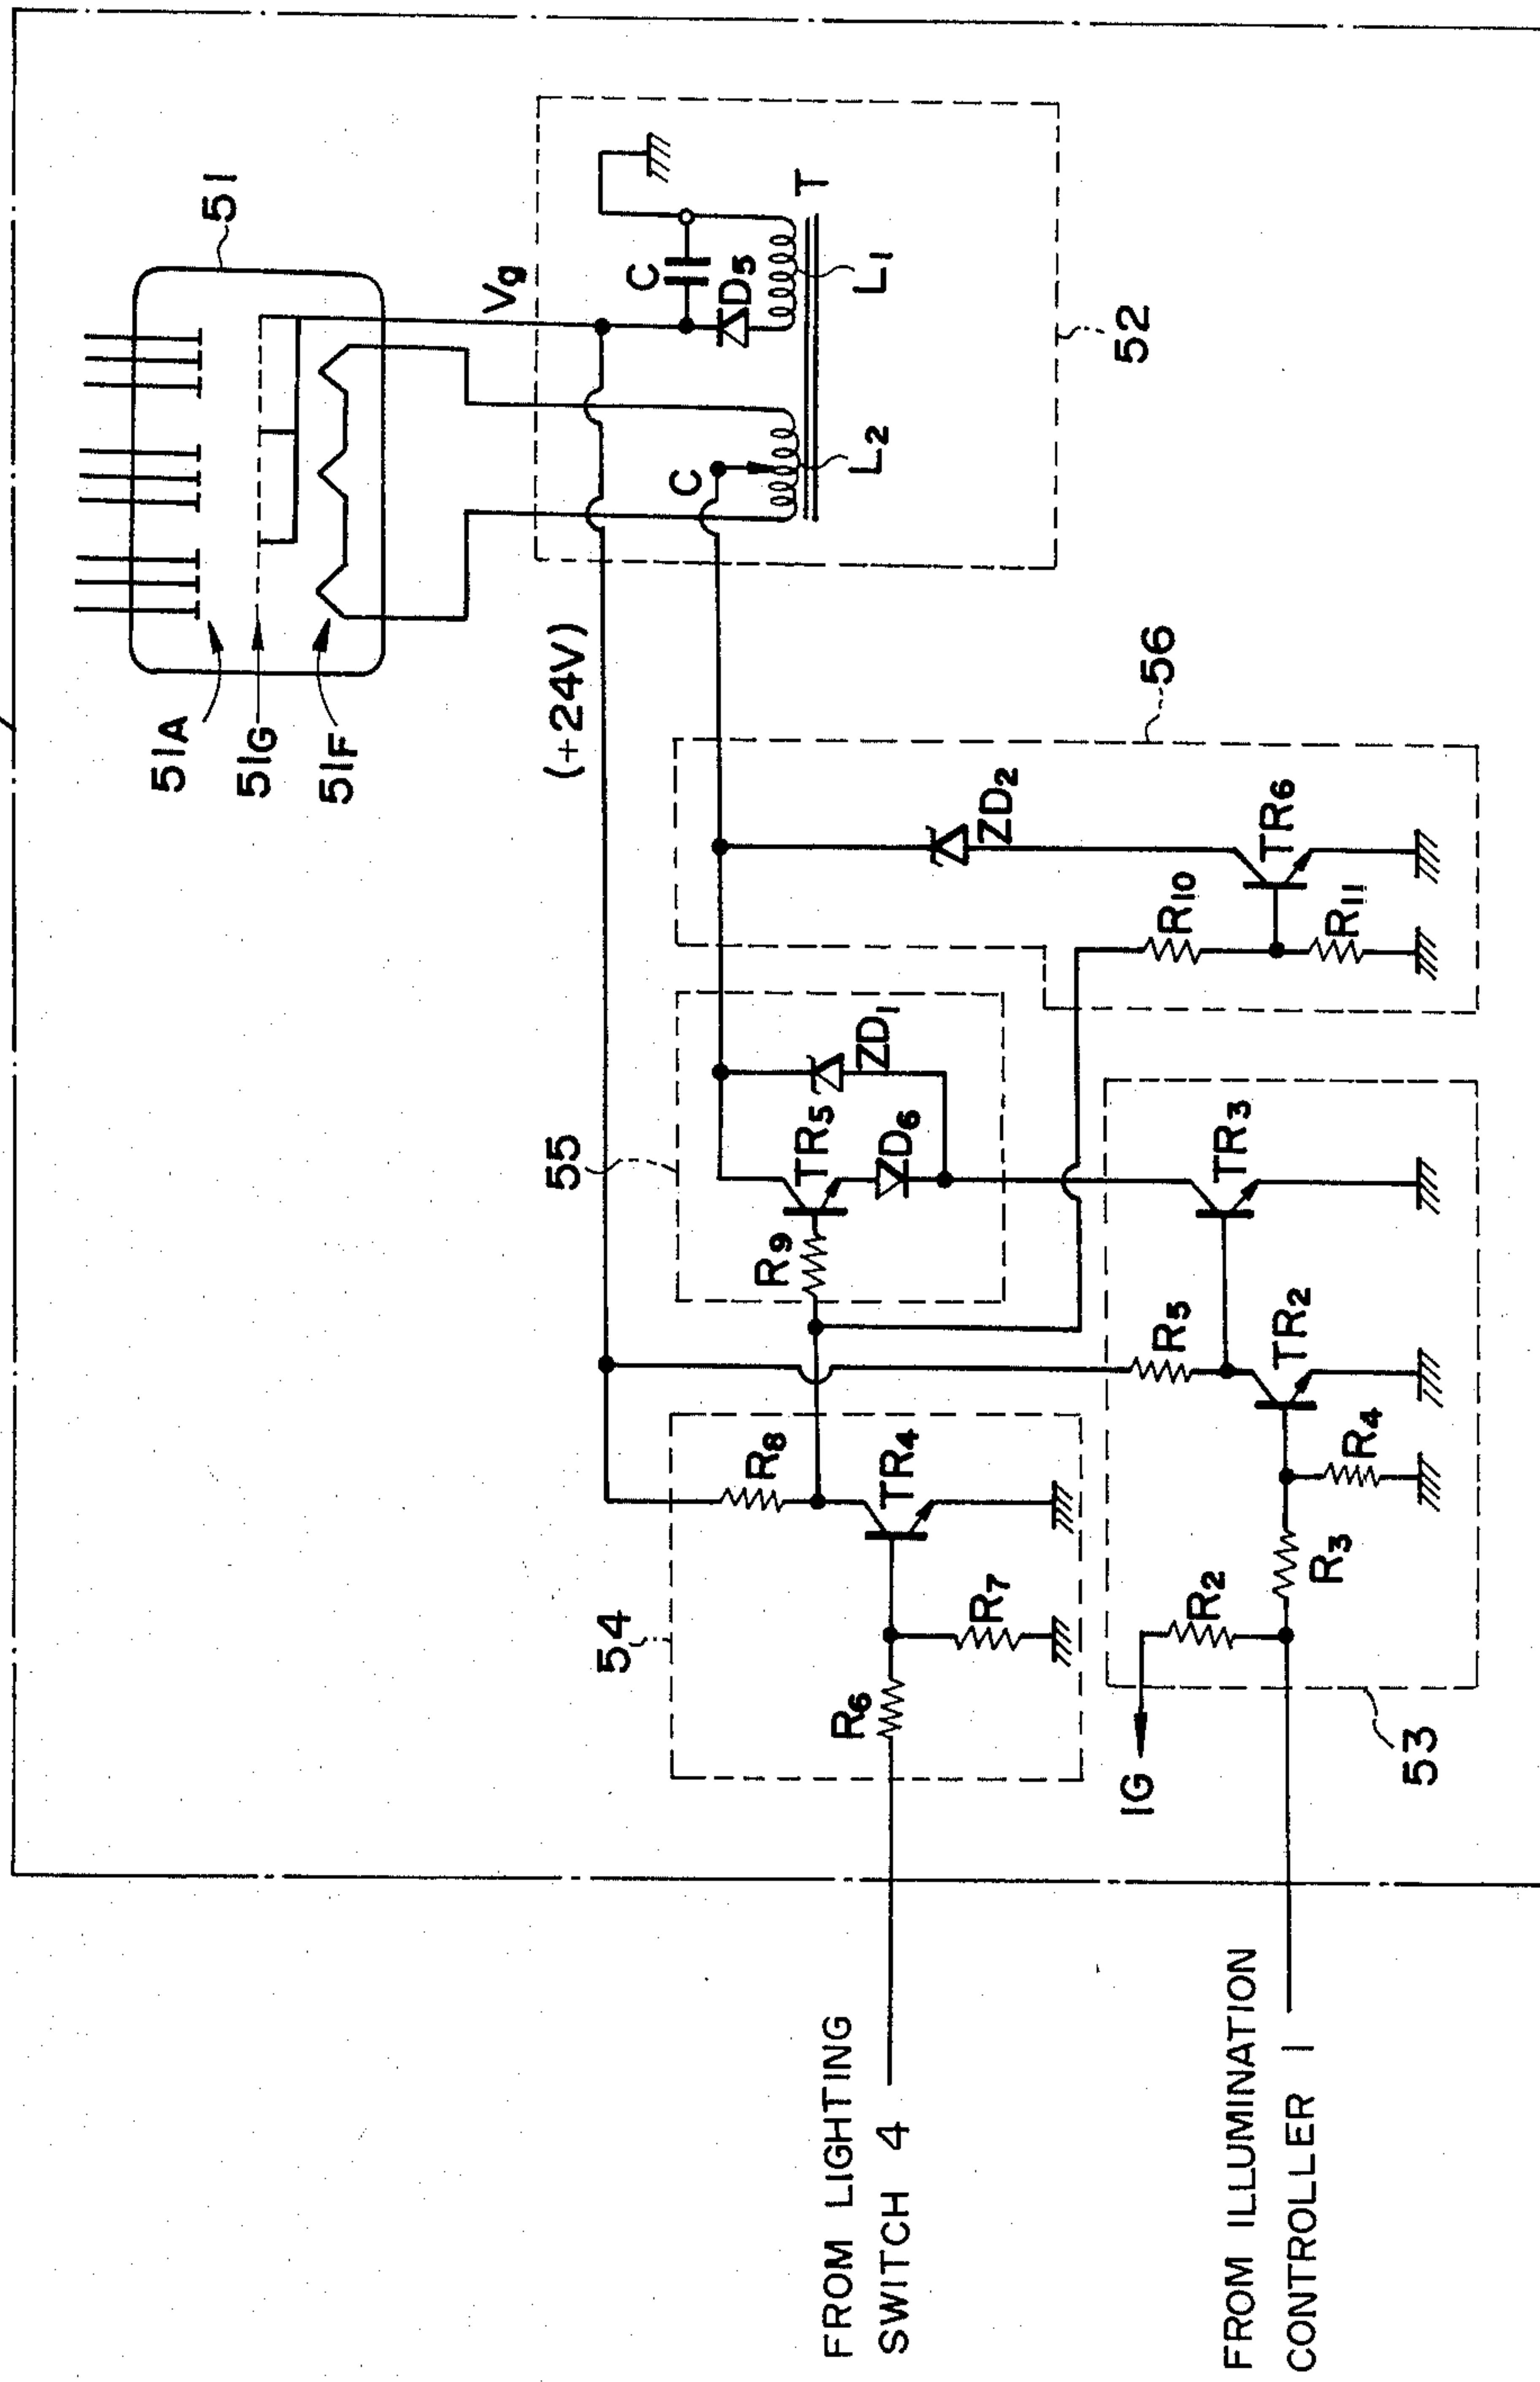 51
51A
51G
51F
Vg
(+24V)
C
D5
T
L1
C
L2
52
56
ZD2
TR6
R10
R11
55
ZD1
TR5
ZD6
R9
TR3
R5
TR2
R4
R3
R2
IG
53
54
R8
TR4
R7
R6
FROM LIGHTING
SWITCH 4
FROM ILLUMINATION
CONTROLLER 1